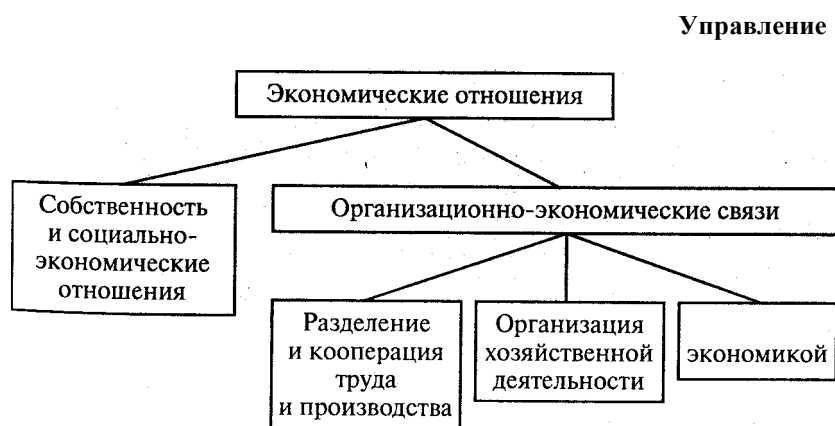 Управление
Экономические отношения
Собственность
и социально-
экономические
отношения
Организационно-экономические связи
Разделение
и кооперация
труда
и производства
Организация
хозяйственной
деятельности
экономикой